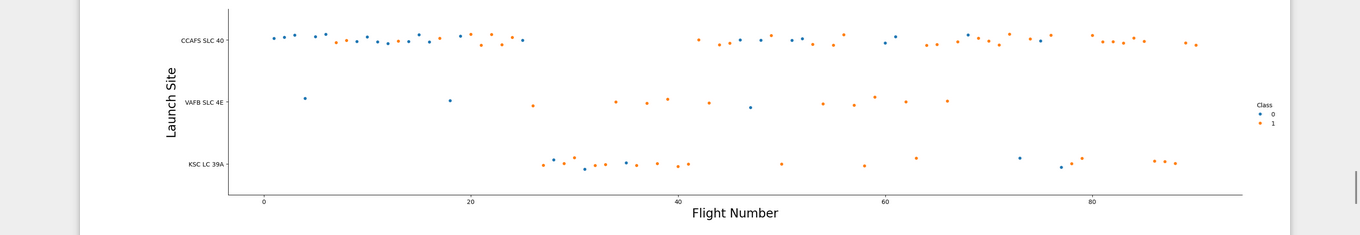 CCAFS SLC 40
VAFB SLC 4E
KSC LC 39A
Launch Site
0 20 40 60 80
Flight Number
Class
0
1